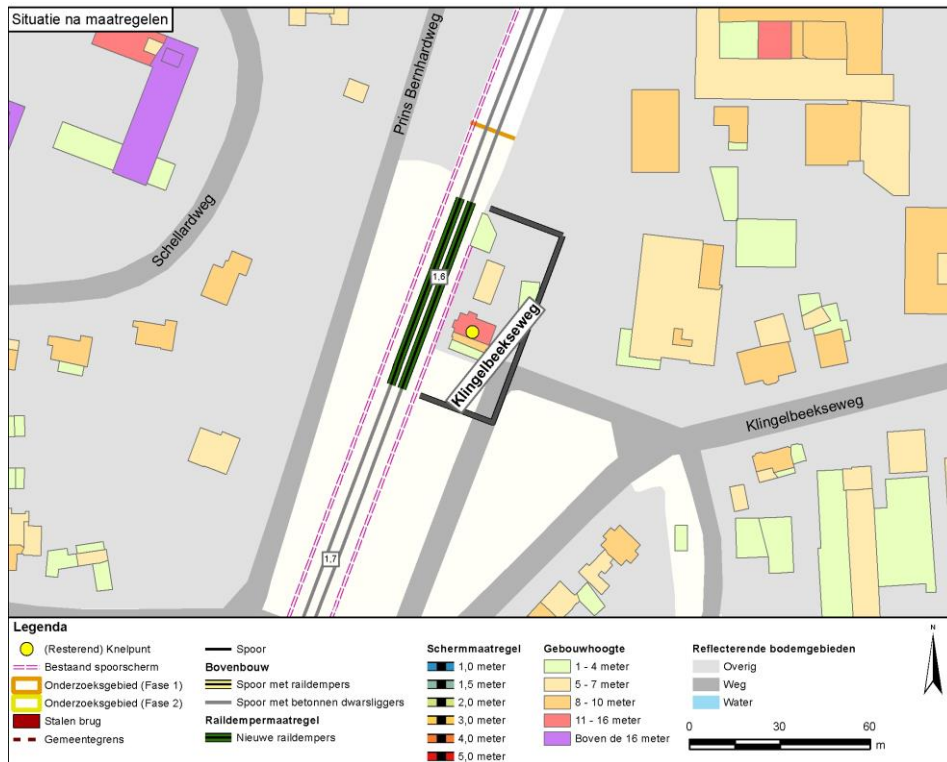 Situatie na maatregelen
Prins Bernhardweg
Schellardweg
1,6
Klingelbeekseweg
Klingelbeekseweg
1,7
Legenda
(Resterend) Knelpunt
Bestaand spoorscherm
Onderzoeksgebied (Fase 1)
Onderzoeksgebied (Fase 2)
Stalen brug
Gemeentegrens
Spoor
Bovenbouw
Spoor met raildempers
Spoor met betonnen dwarsliggers
Raildempermaatregel
Nieuwe raildempers
Schermmaatregel
1,0 meter
1,5 meter
2,0 meter
3,0 meter
4,0 meter
5,0 meter
Gebouwhoogte
1 - 4 meter
5 - 7 meter
8 - 10 meter
11 - 16 meter
Boven de 16 meter
Reflecterende bodemgebieden
Overig
Weg
Water
N
0 30 60
m